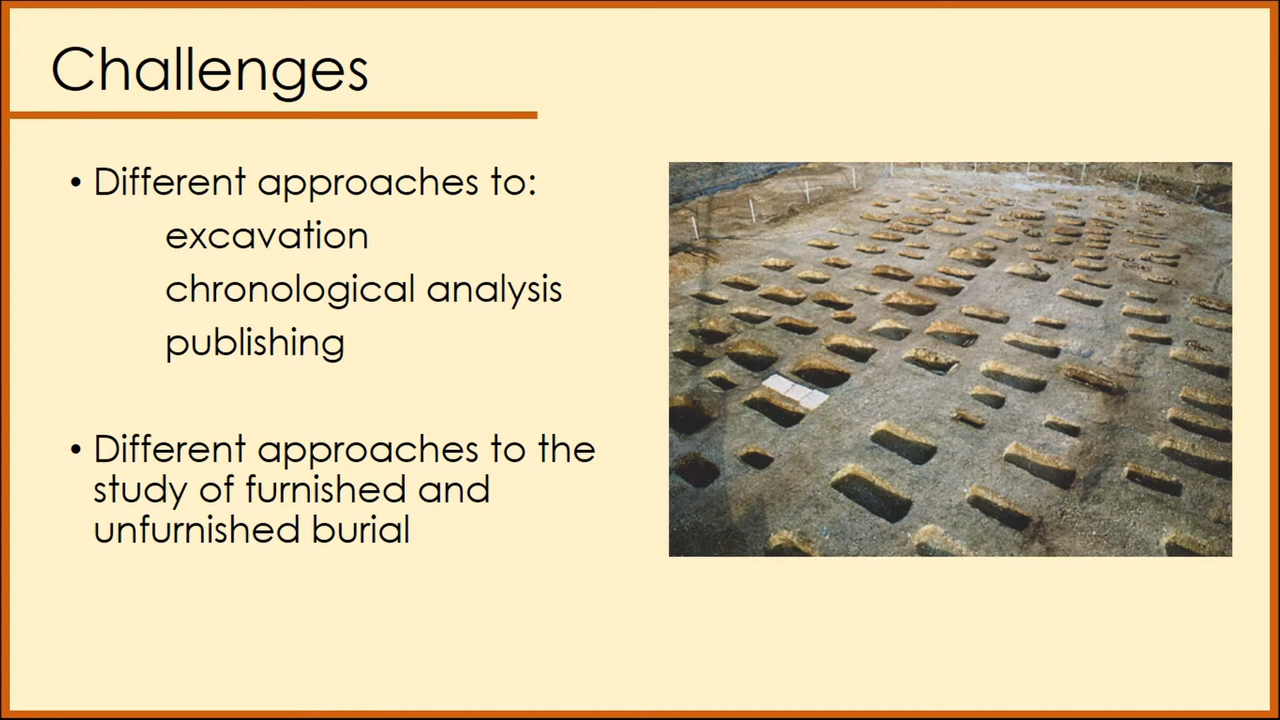 Challenges
• Different approaches to:
excavation
chronological analysis
publishing
• Different approaches to the
study of furnished and
unfurnished burial